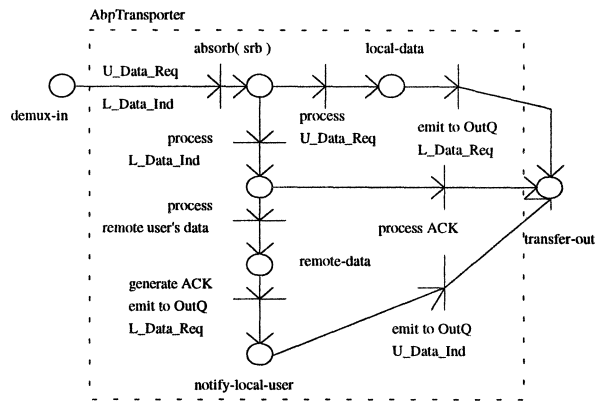 AbpTransporter
absorb( srb )
local-data
U_Data_Req
L_Data_Ind
demux-in
process
U_Data_Req
emit to OutQ
L_Data_Req
process
L_Data_Ind
process
remote user's data
process ACK
transfer-out
remote-data
generate ACK
emit to OutQ
L_Data_Req
emit to OutQ
U_Data_Ind
notify-local-user